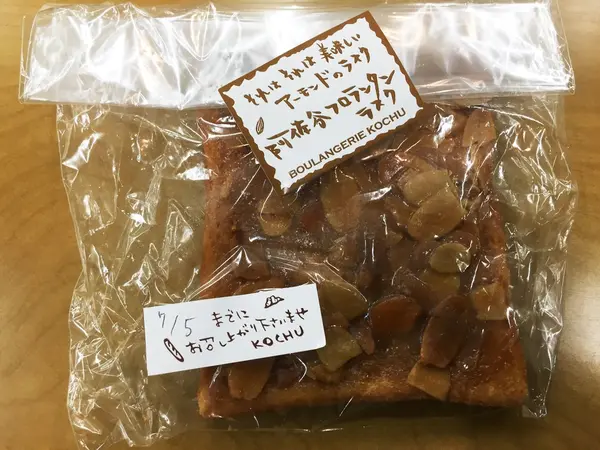 それはそれは美味しい
アーモンドのラスク
阿佐谷フロランタン
ラスク
BOULANGERIE KOCHU
7/5 までに
お召し上がり下さいませ
KOCHU